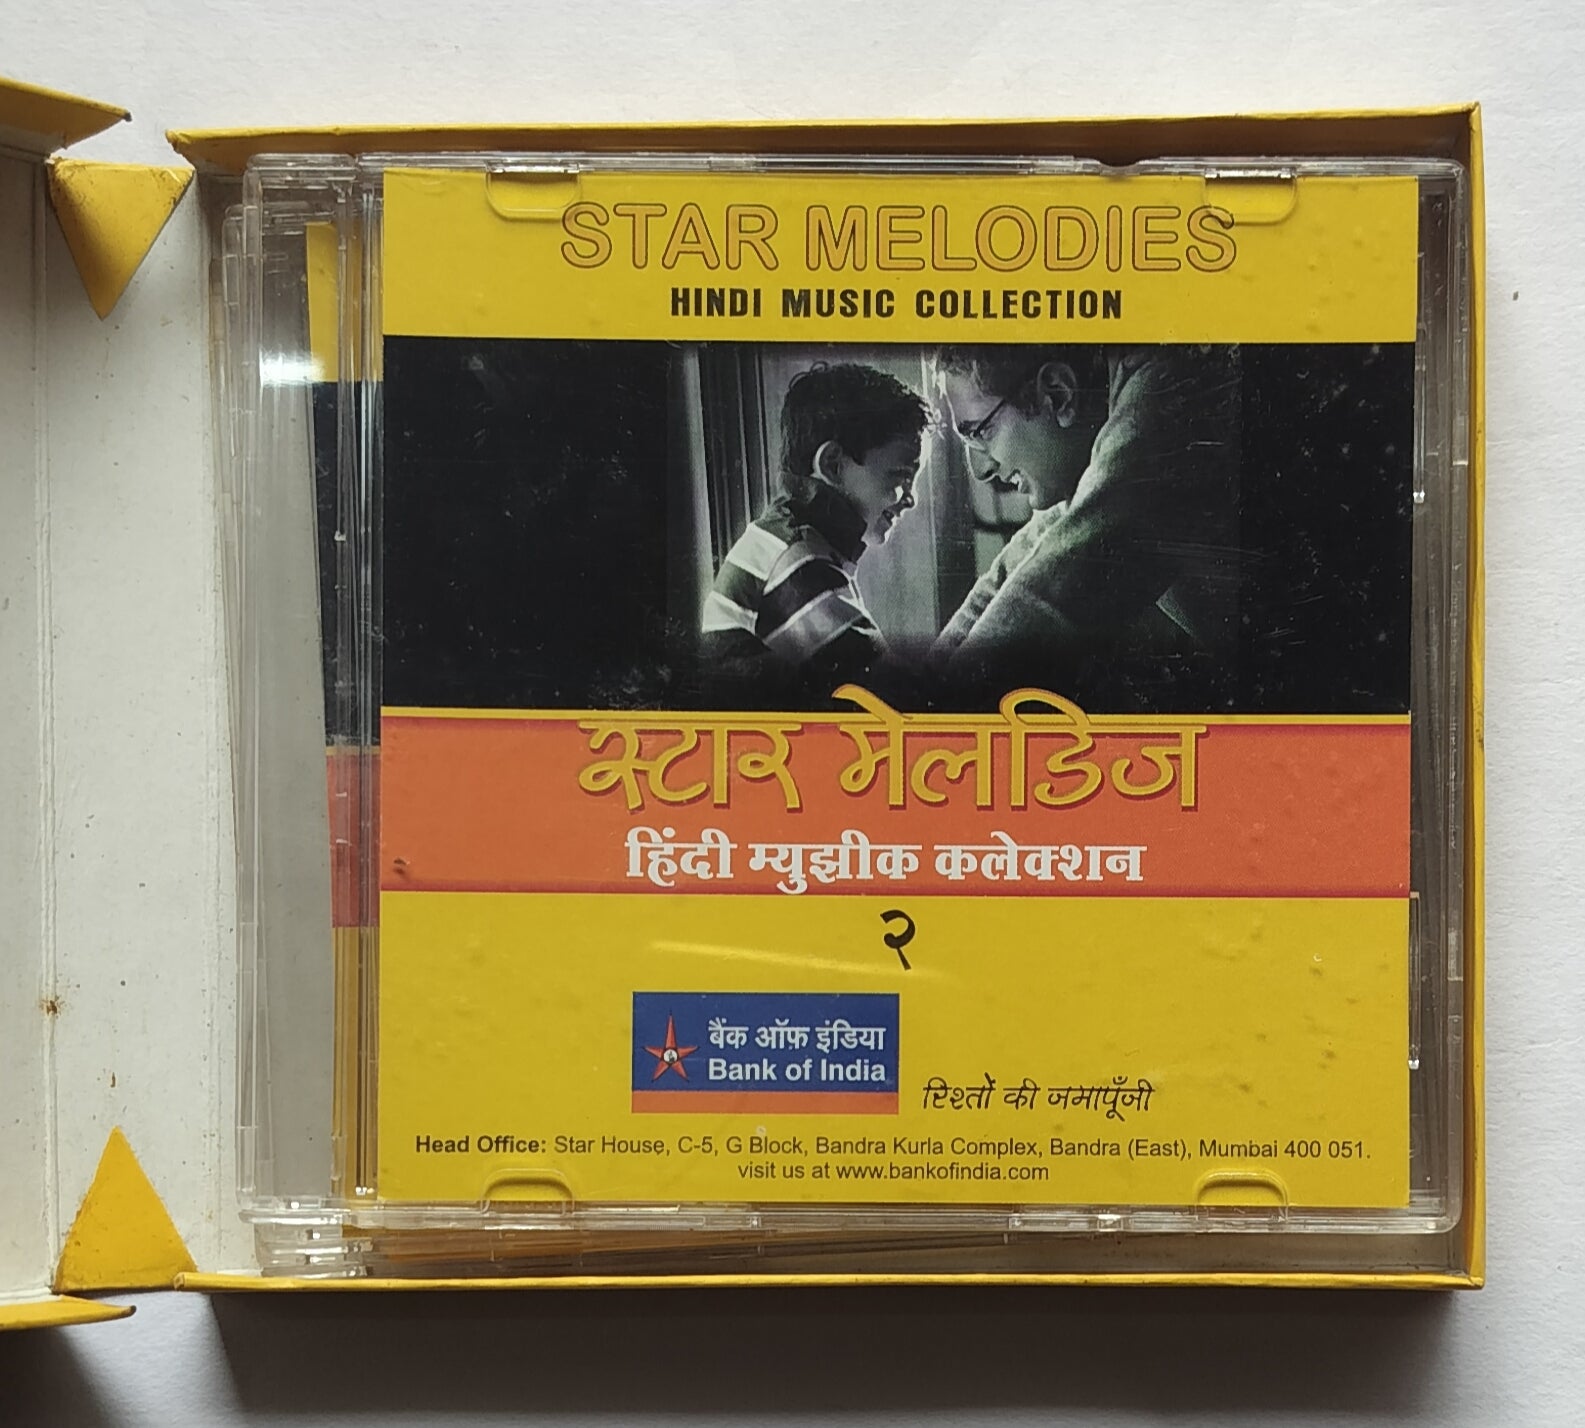 STAR MELODIES
HINDI MUSIC COLLECTION
स्टार मेलडिज
हिंदी म्युझीक कलेक्शन
२
बैंक ऑफ़ इंडिया
Bank of India
रिश्तों की जमापूँजी
Head Office: Star House, C-5, G Block, Bandra Kurla Complex, Bandra (East), Mumbai 400 051.
visit us at www.bankofindia.com